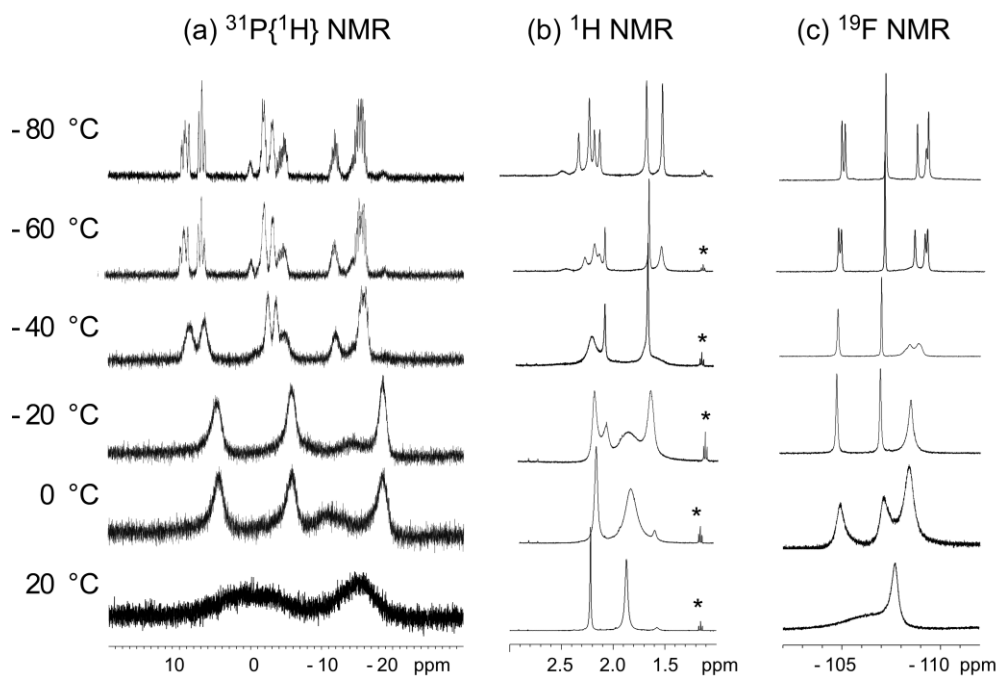 (a) ³¹P{¹H} NMR (b) ¹H NMR (c) ¹⁹F NMR
- 80 °C
- 60 °C
*
- 40 °C
*
- 20 °C
*
0 °C
*
20 °C
*
10 0 -10 -20 ppm 2.5 2.0 1.5 ppm - 105 - 110 ppm